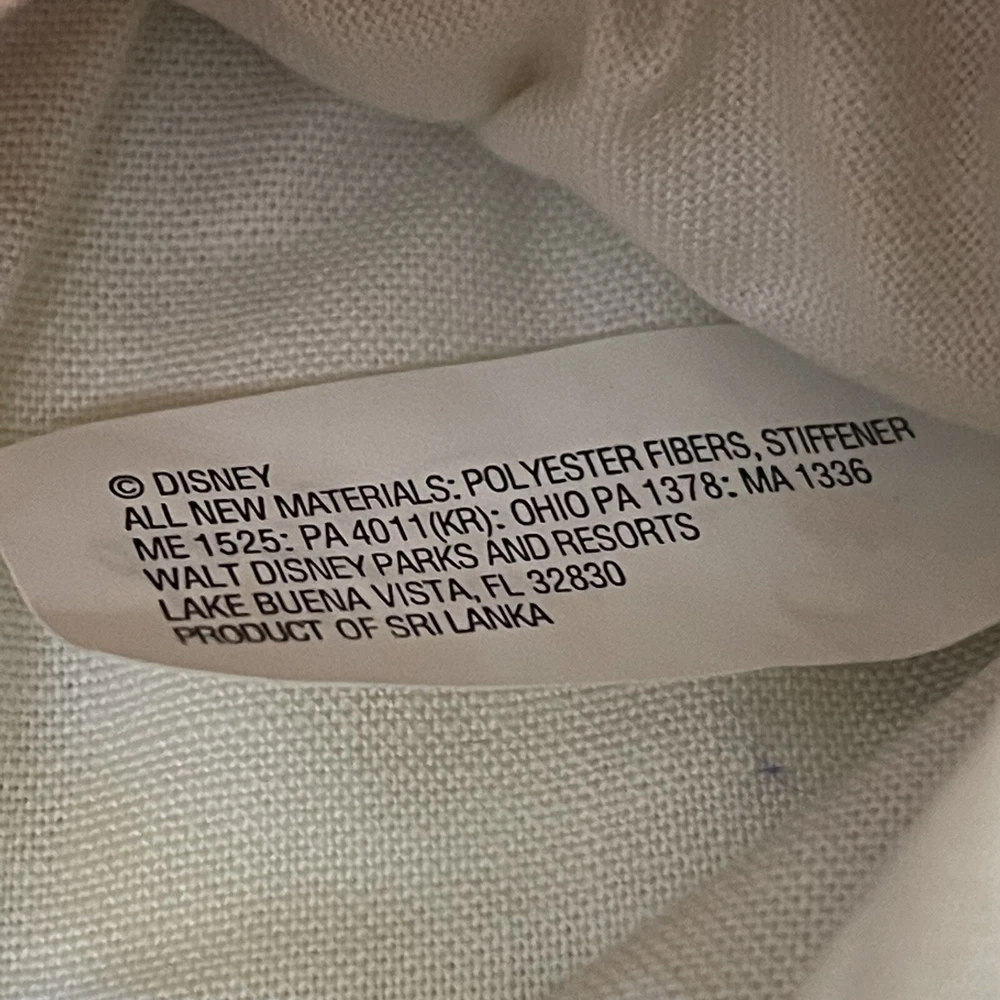 © DISNEY
ALL NEW MATERIALS: POLYESTER FIBERS, STIFFENER
ME 1525: PA 4011(KR): OHIO PA 1378: MA 1336
WALT DISNEY PARKS AND RESORTS
LAKE BUENA VISTA, FL 32830
PRODUCT OF SRI LANKA